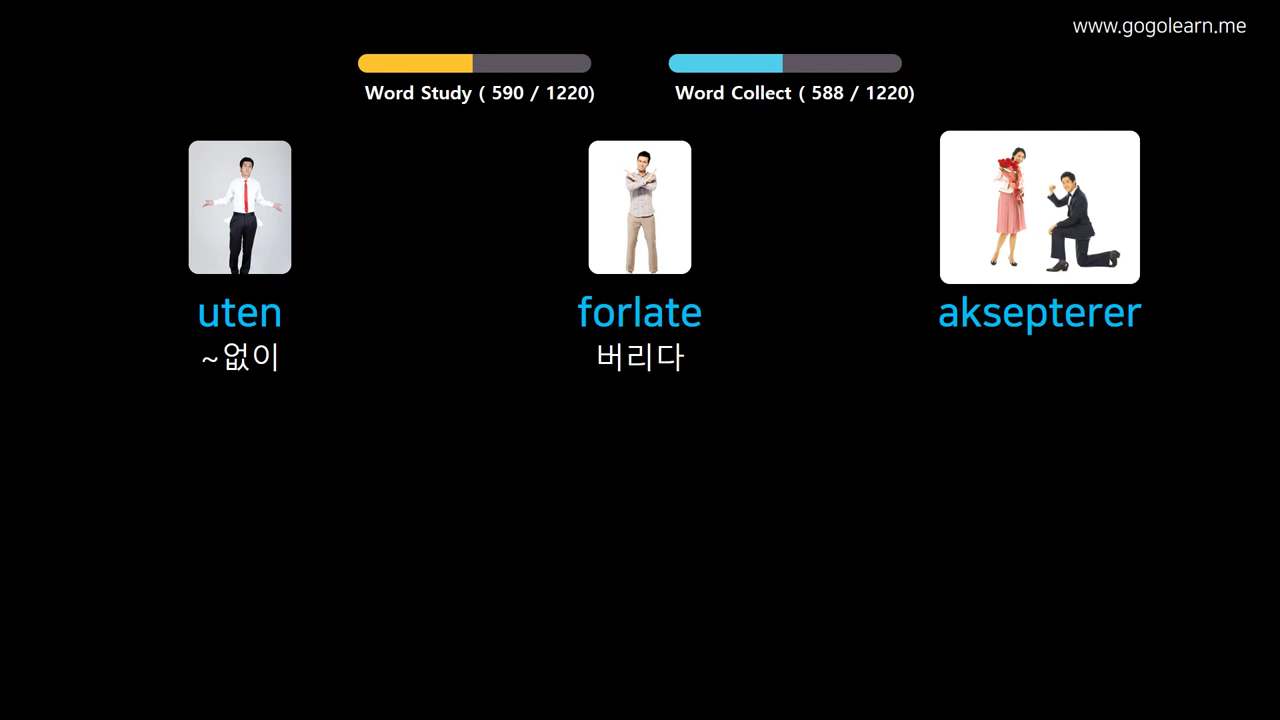 www.gogolearn.me
Word Study ( 590 / 1220)
Word Collect ( 588 / 1220)
uten
forlate
aksepterer
~없이
버리다